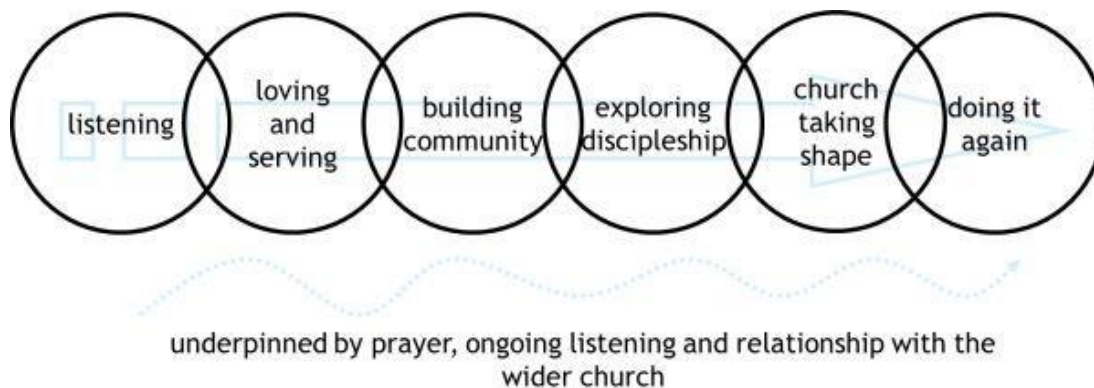 listening
loving
and
serving
building
community
exploring
discipleship
church
taking
shape
doing it
again
underpinned by prayer, ongoing listening and relationship with the
wider church